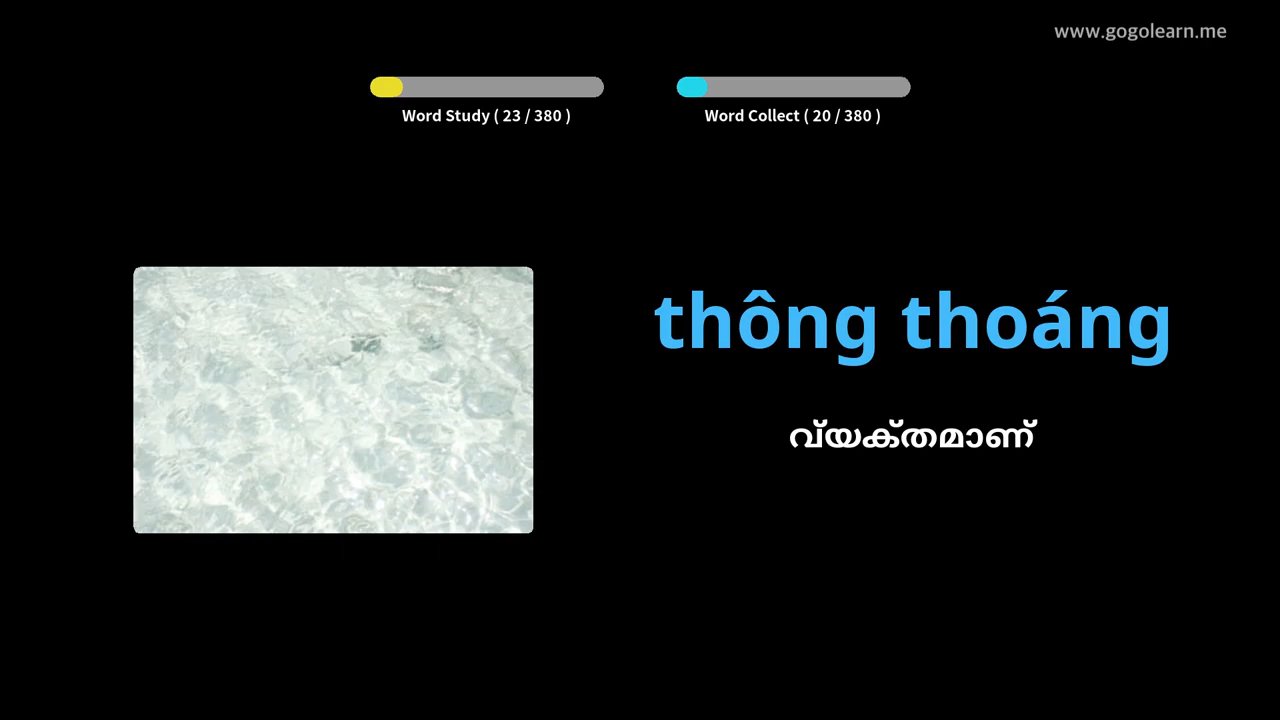 www.gogolearn.me
Word Study ( 23 / 380 )
Word Collect ( 20 / 380 )
thông thoáng
വ്യക്തമാണ്